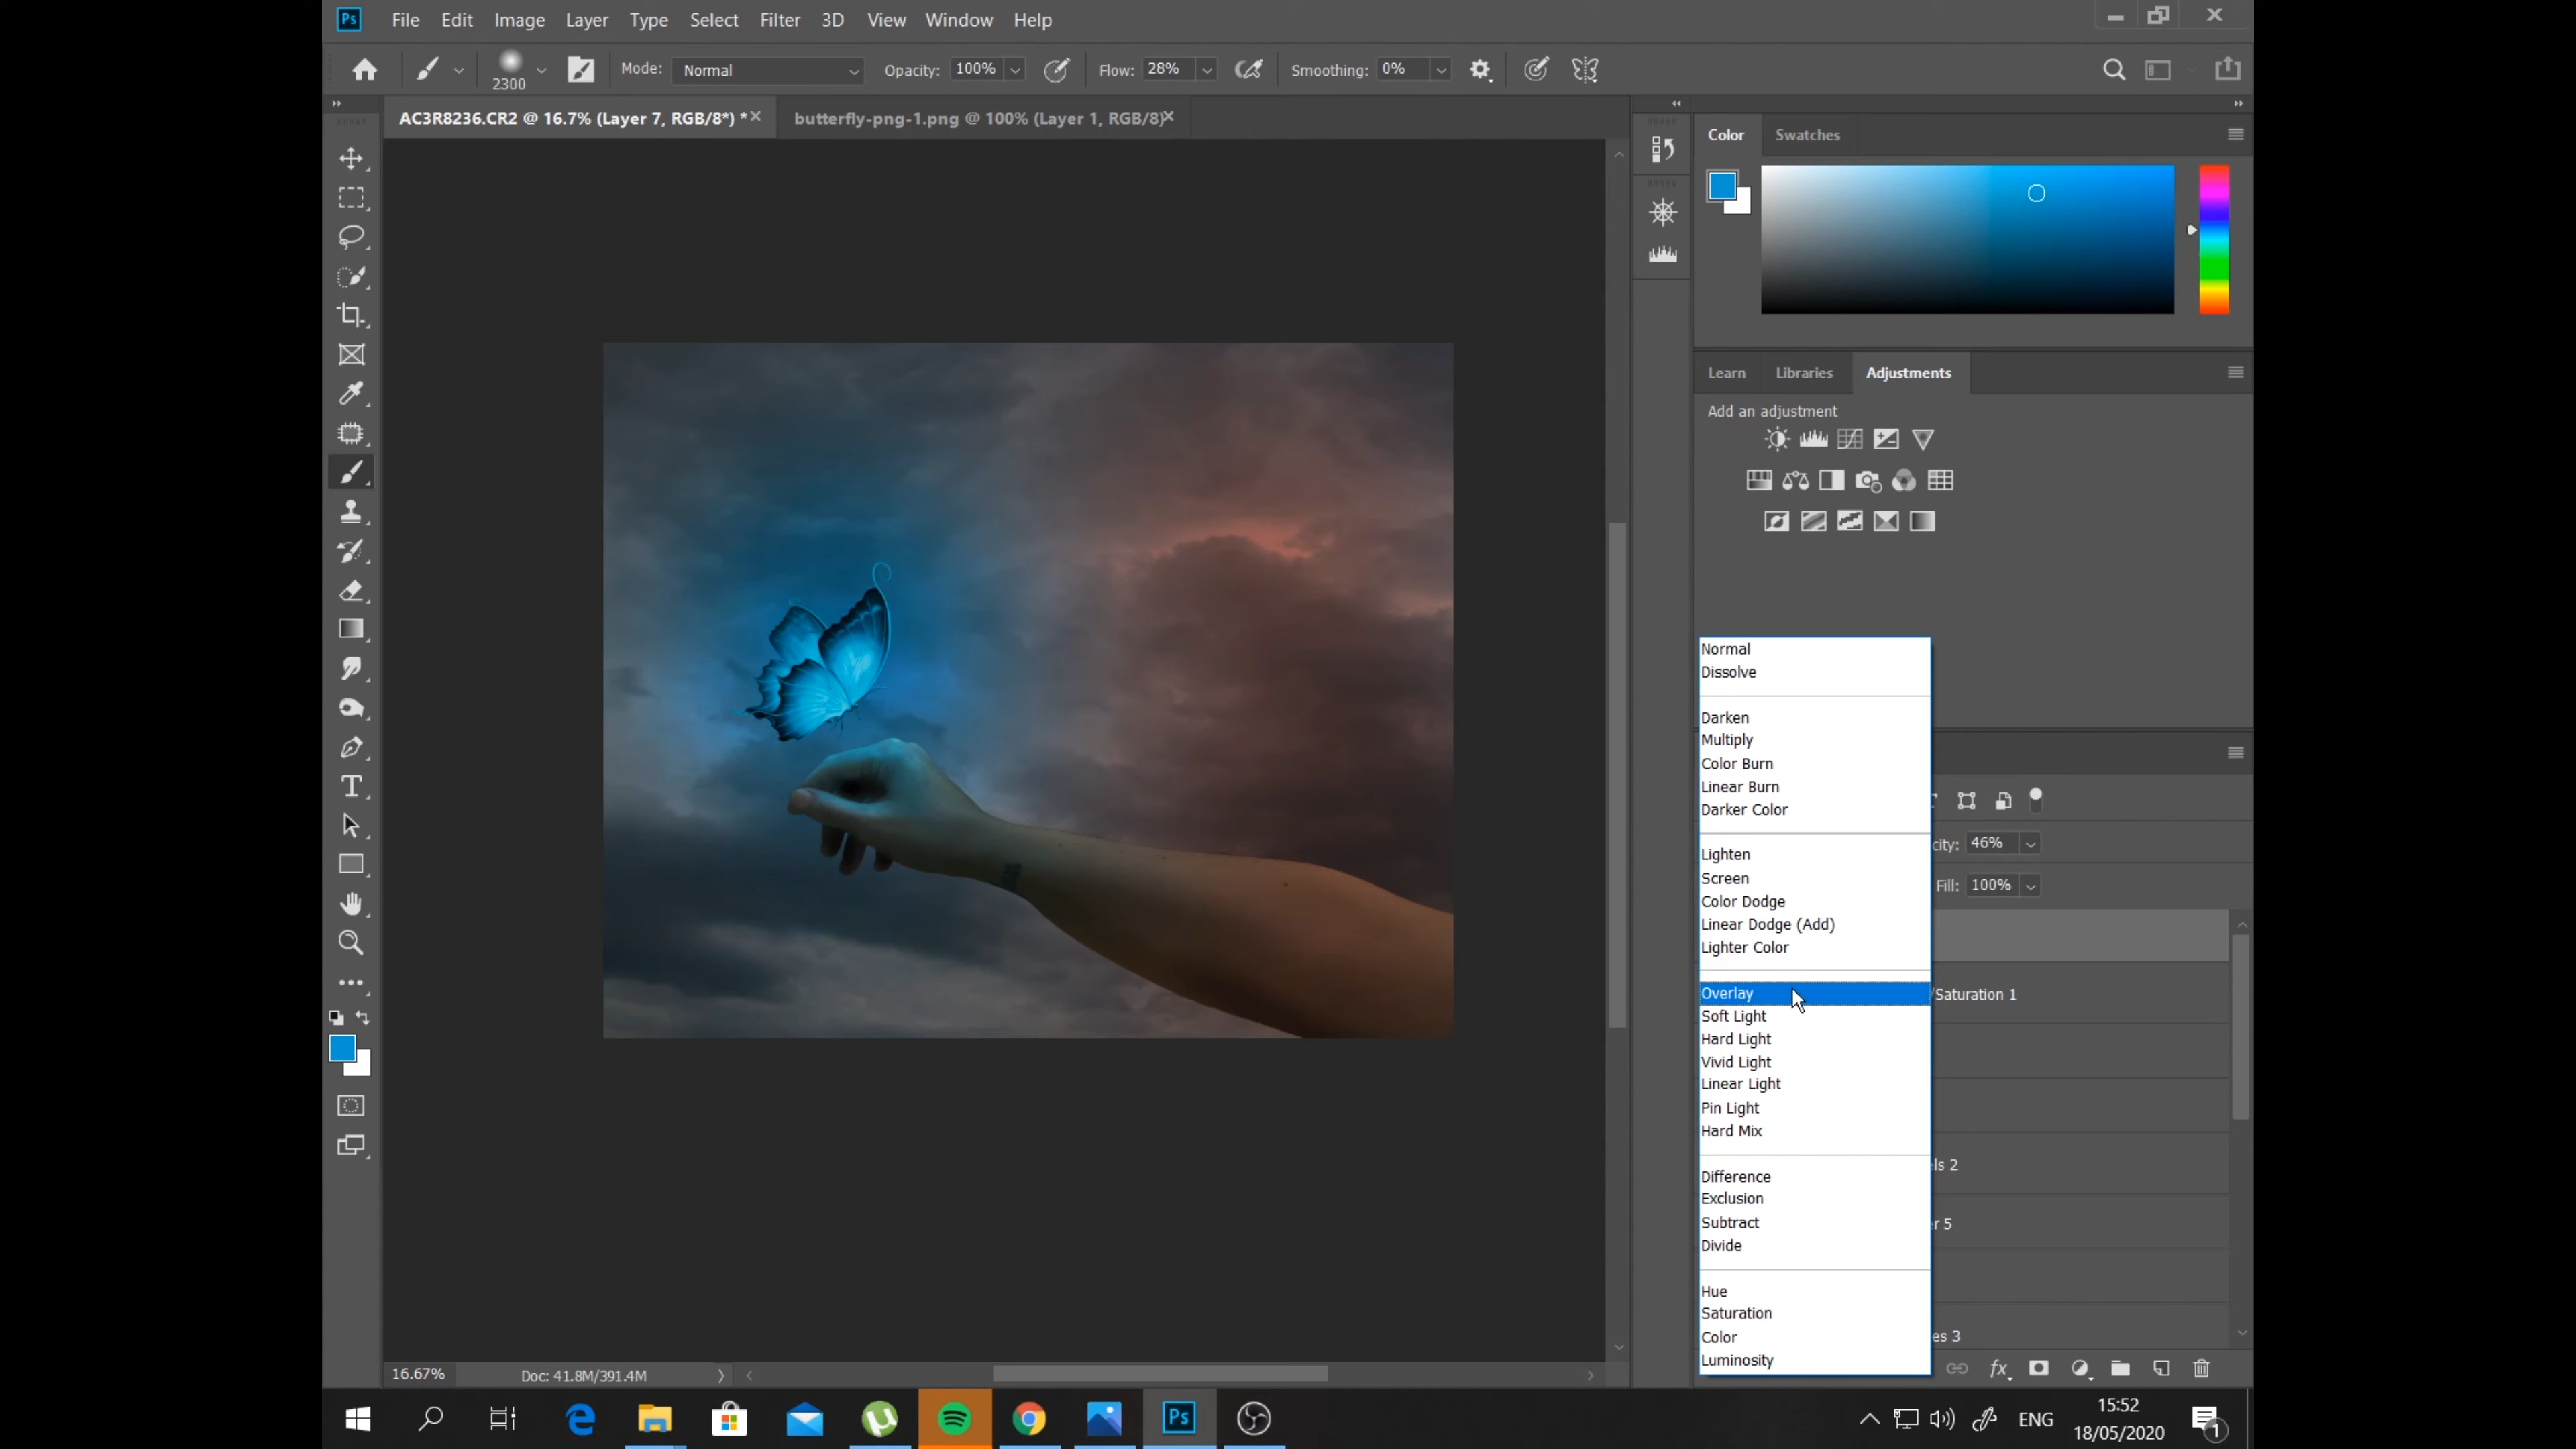 Ps File Edit Image Layer Type Select Filter 3D View Window Help
2300 Mode: Normal Opacity: 100% Flow: 28% Smoothing: 0%
AC3R8236.CR2 @ 16.7% (Layer 7, RGB/8*) * butterfly-png-1.png @ 100% (Layer 1, RGB/8)
Color Swatches
Learn Libraries Adjustments
Add an adjustment
Normal
Dissolve
Darken
Multiply
Color Burn
Linear Burn
Darker Color
Lighten
Screen
Color Dodge
Linear Dodge (Add)
Lighter Color
Overlay
Soft Light
Hard Light
Vivid Light
Linear Light
Pin Light
Hard Mix
Difference
Exclusion
Subtract
Divide
Hue
Saturation
Color
Luminosity
city: 46%
Fill: 100%
/Saturation 1
ls 2
r 5
es 3
fx
16.67% Doc: 41.8M/391.4M
Ps
ENG
15:52
18/05/2020
1